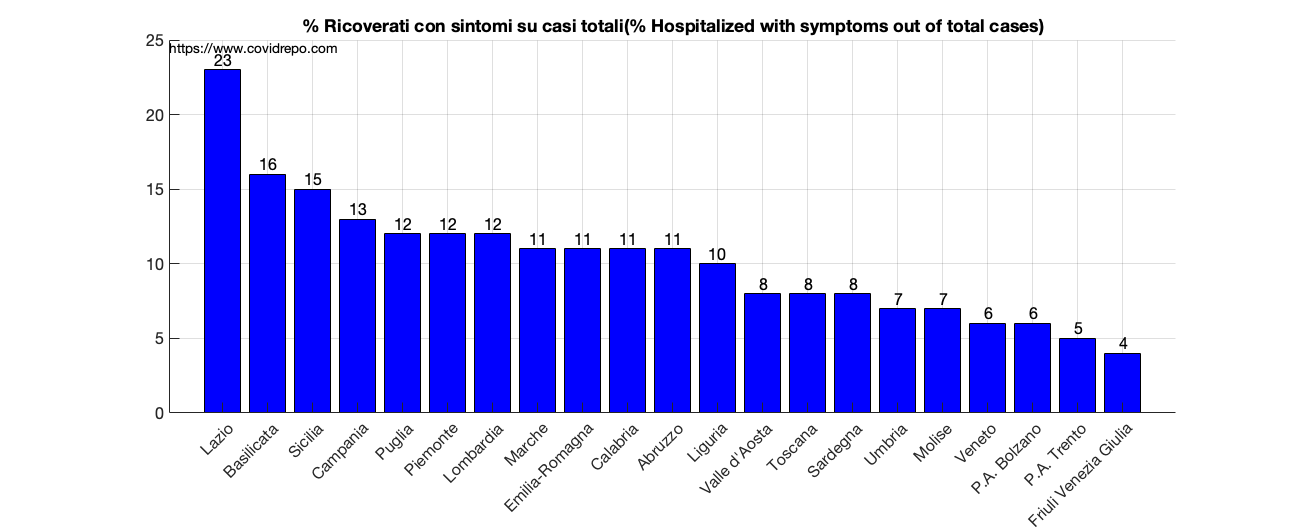 % Ricoverati con sintomi su casi totali(% Hospitalized with symptoms out of total cases)
https://www.covidrepo.com
25
20
15
10
5
0
23
16
15
13
12
12
12
11
11
11
11
10
8
8
8
7
7
6
6
5
4
Lazio
Basilicata
Sicilia
Campania
Puglia
Piemonte
Lombardia
Marche
Emilia-Romagna
Calabria
Abruzzo
Liguria
Valle d'Aosta
Toscana
Sardegna
Umbria
Molise
Veneto
P.A. Bolzano
P.A. Trento
Friuli Venezia Giulia